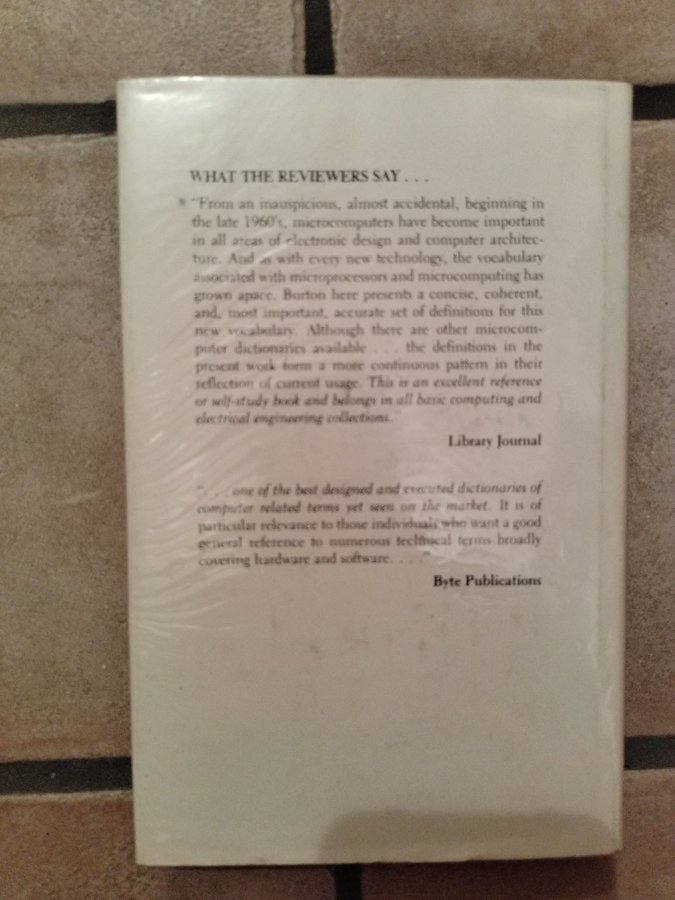 WHAT THE REVIEWERS SAY . . .
"From an inauspicious, almost accidental, beginning in
the late 1960's, microcomputers have become important
in all areas of electronic design and computer architec-
ture. And as with every new technology, the vocabulary
associated with microprocessors and microcomputing has
grown apace. Burton here presents a concise, coherent,
and, most important, accurate set of definitions for this
new vocabulary. Although there are other microcom-
puter dictionaries available . . . the definitions in the
present work form a more continuous pattern in their
reflection of current usage. This is an excellent reference
or self-study book and belongs in all basic computing and
electrical engineering collections."
Library Journal
". . . one of the best designed and executed dictionaries of
computer related terms yet seen on the market. It is of
particular relevance to those individuals who want a good
general reference to numerous technical terms broadly
covering hardware and software. . . ."
Byte Publications